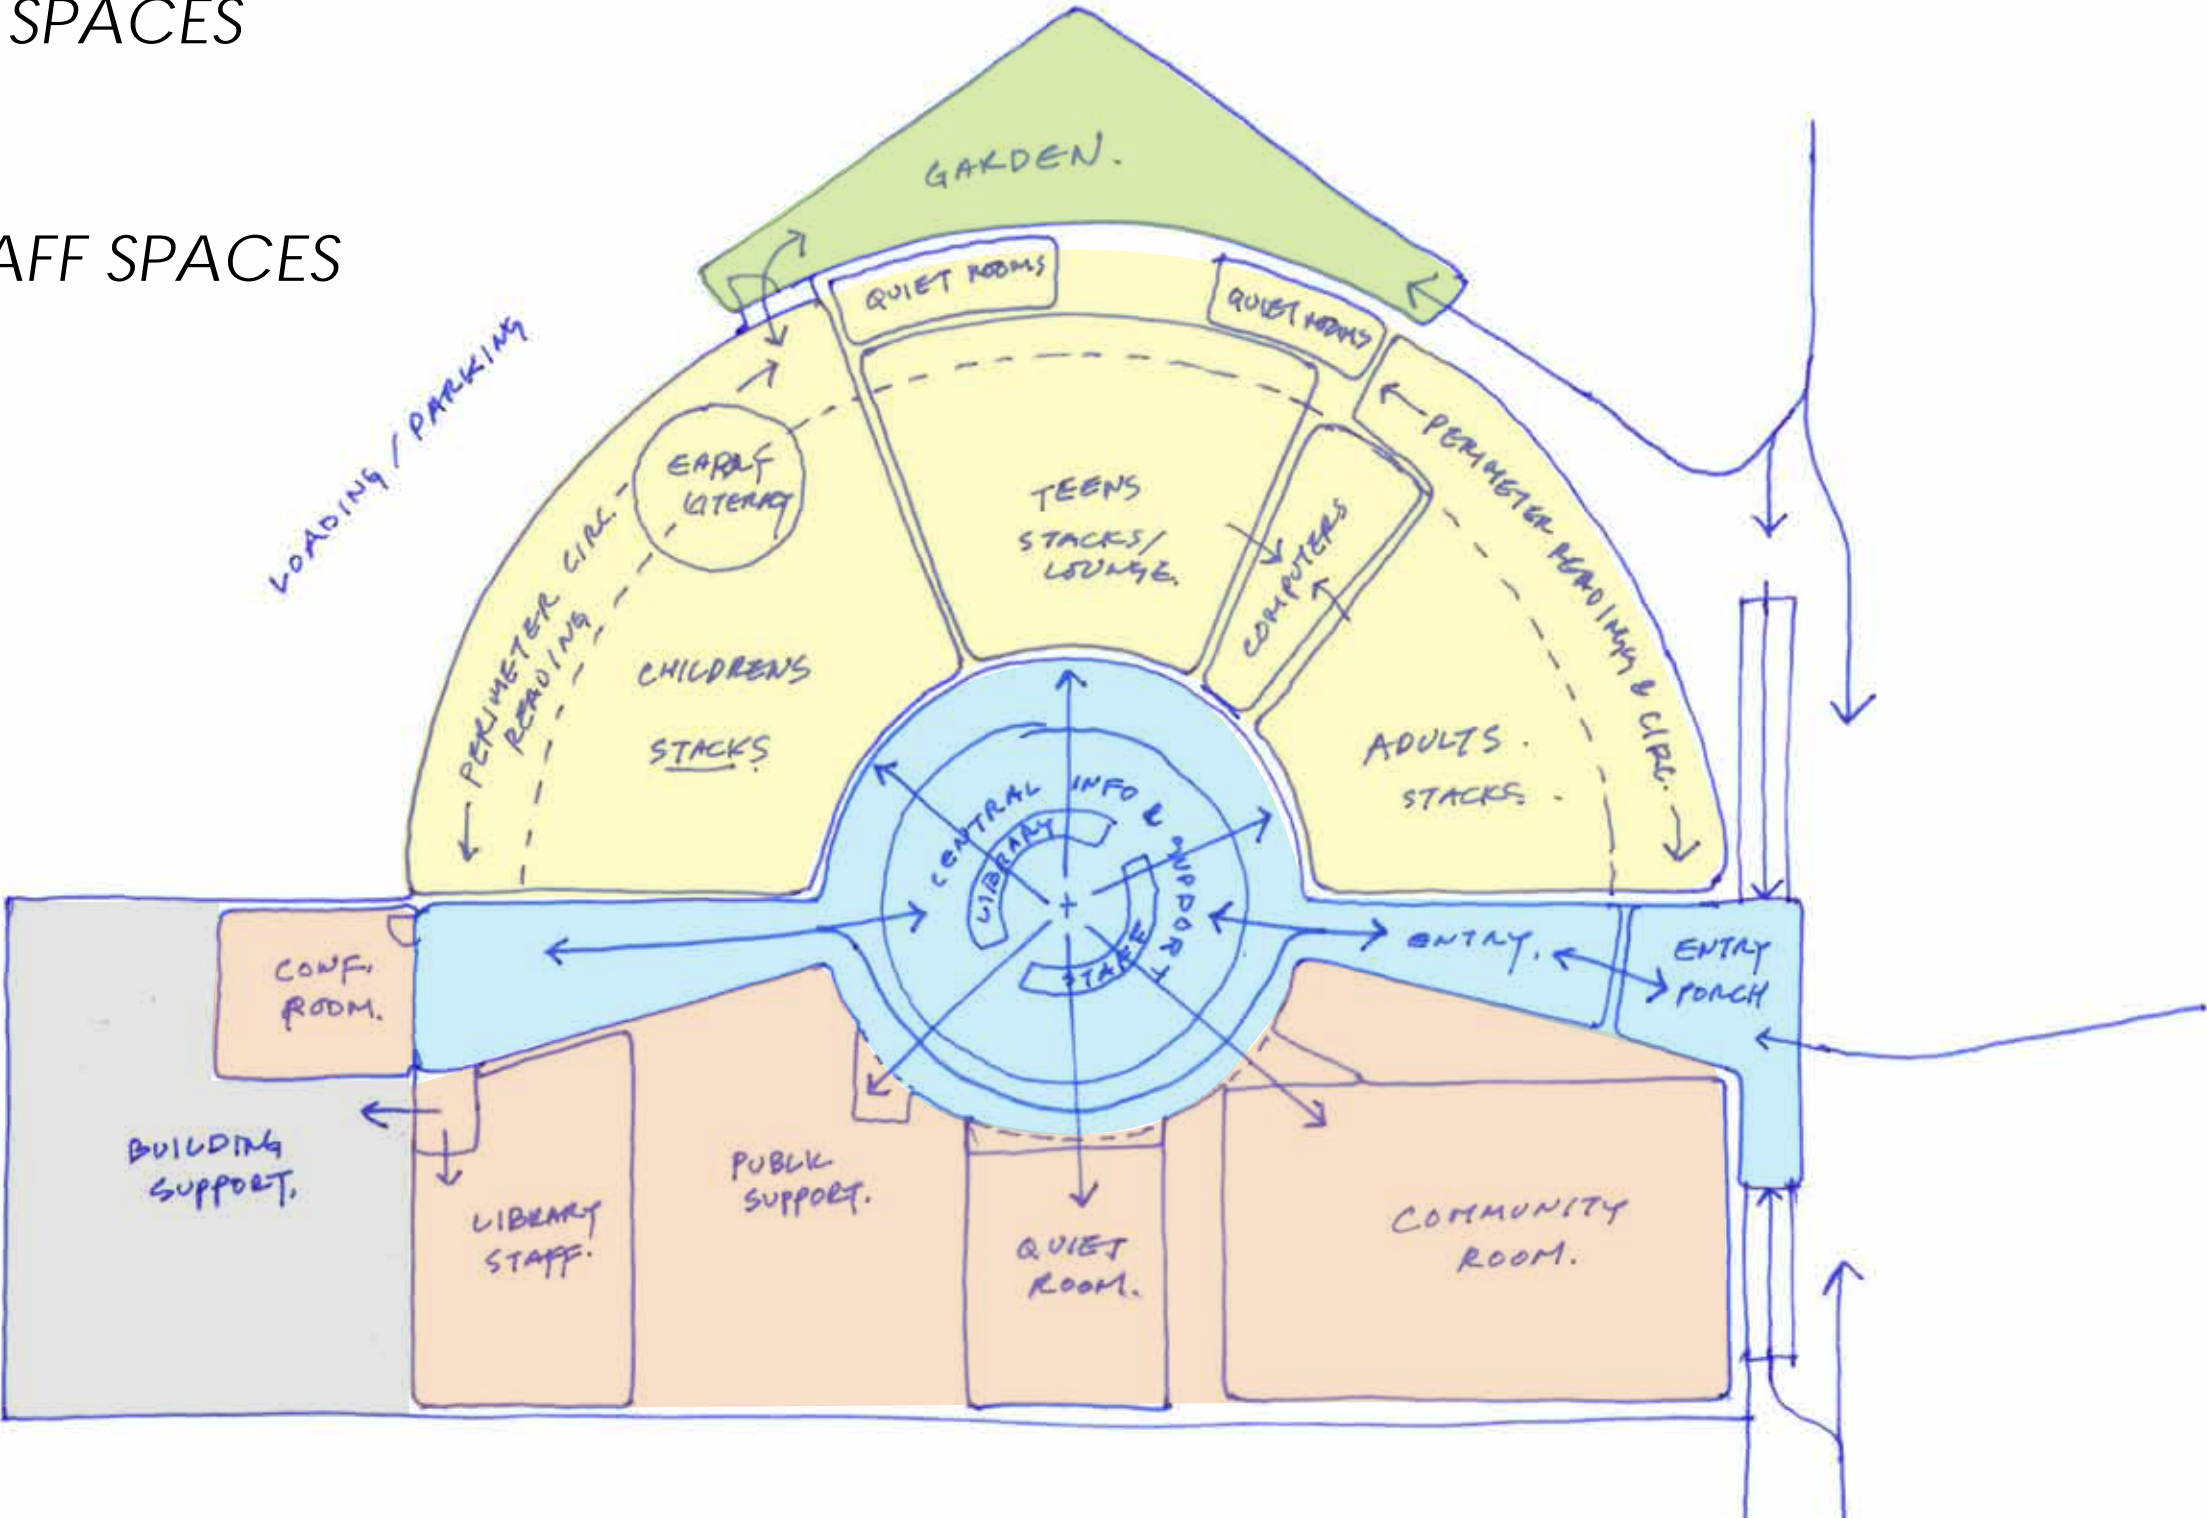 SPACES
AFF SPACES
GARDEN.
QUIET ROOMS
QUIET ROOMS
LOADING / PARKING
EARLY
LITERACY
PERIMETER CIRC.
READING
TEENS
STACKS/
LOUNGE.
COMPUTERS
PERIMETER READING & CIRC.
CHILDRENS
STACKS
ADULTS.
STACKS.
CENTRAL INFO & SUPPORT
LIBRARY
STAFF
ENTRY.
ENTRY
PORCH
CONF.
ROOM.
BUILDING
SUPPORT.
LIBRARY
STAFF.
PUBLIC
SUPPORT.
QUIET
ROOM.
COMMUNITY
ROOM.